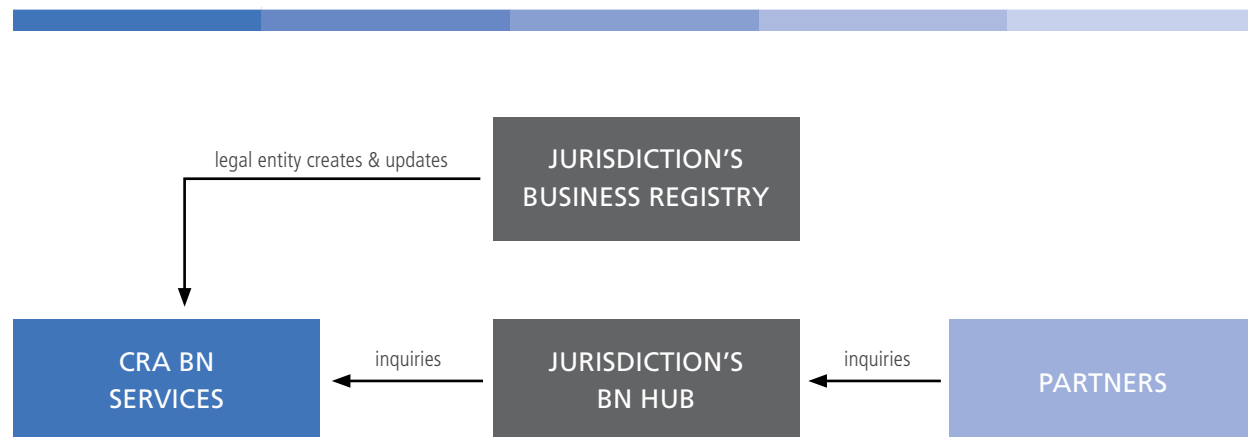 legal entity creates & updates
JURISDICTION'S
BUSINESS REGISTRY
CRA BN
SERVICES
inquiries
JURISDICTION'S
BN HUB
inquiries
PARTNERS